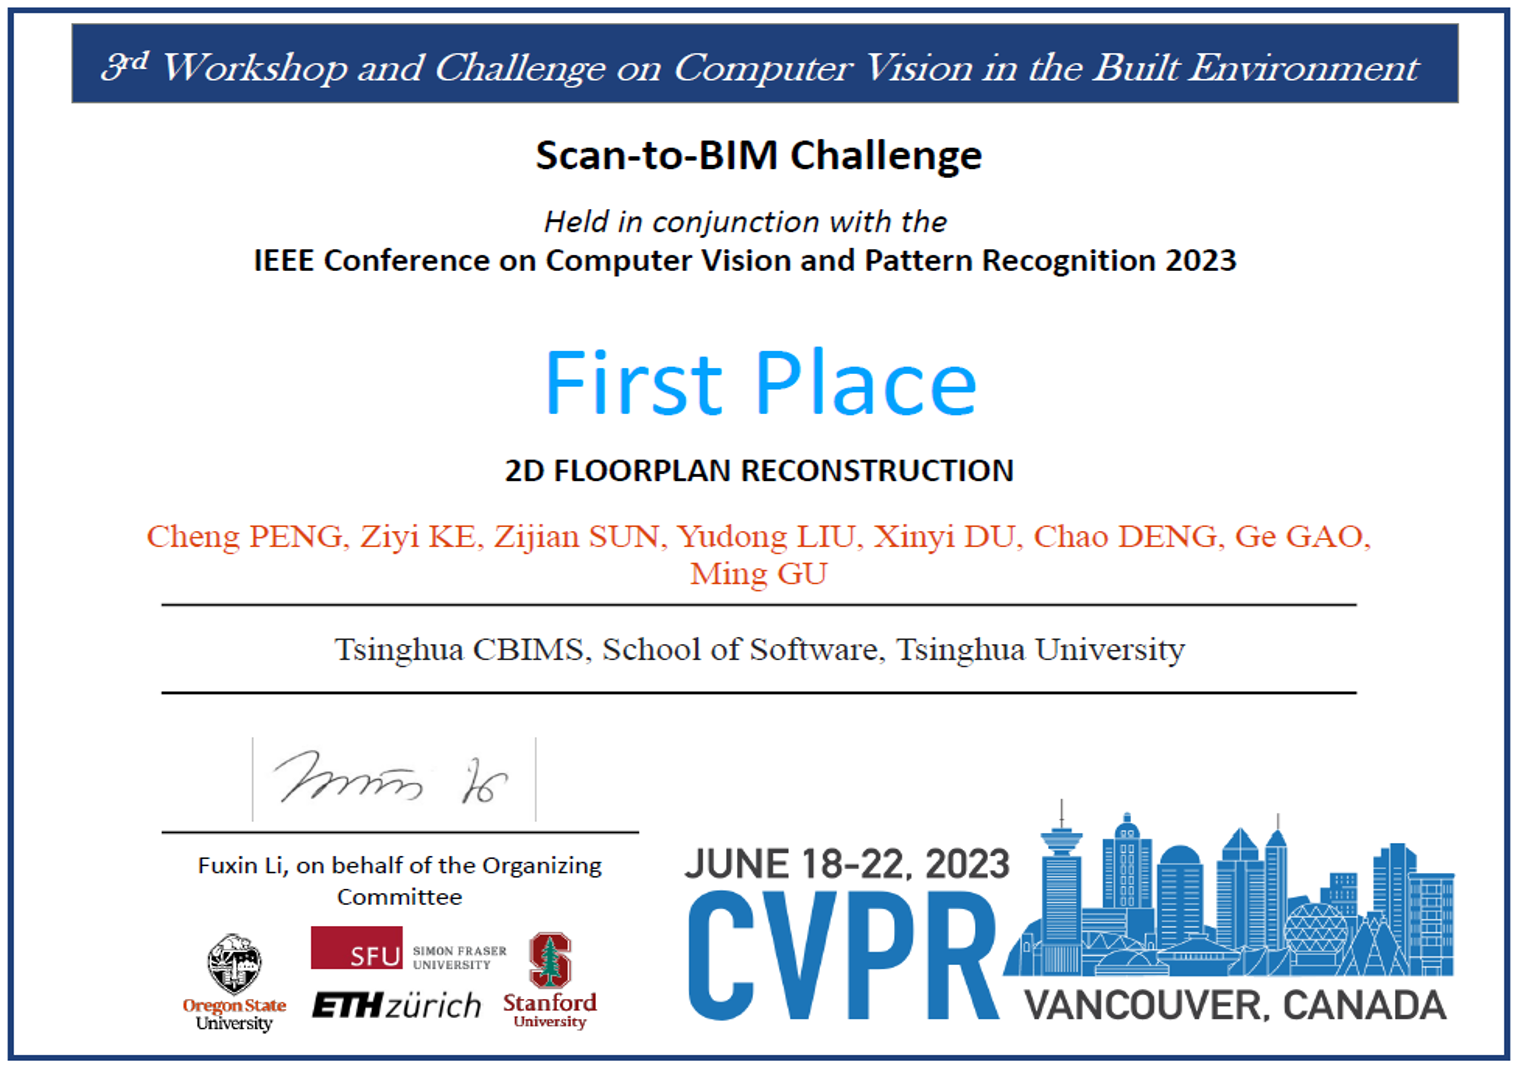 3rd Workshop and Challenge on Computer Vision in the Built Environment
Scan-to-BIM Challenge
Held in conjunction with the
IEEE Conference on Computer Vision and Pattern Recognition 2023
First Place
2D FLOORPLAN RECONSTRUCTION
Cheng PENG, Ziyi KE, Zijian SUN, Yudong LIU, Xinyi DU, Chao DENG, Ge GAO,
Ming GU
Tsinghua CBIMS, School of Software, Tsinghua University
Fuxin Li, on behalf of the Organizing
Committee
Oregon State
University
SFU
SIMON FRASER
UNIVERSITY
ETH zürich
S
Stanford
University
JUNE 18-22, 2023
CVPR
VANCOUVER, CANADA